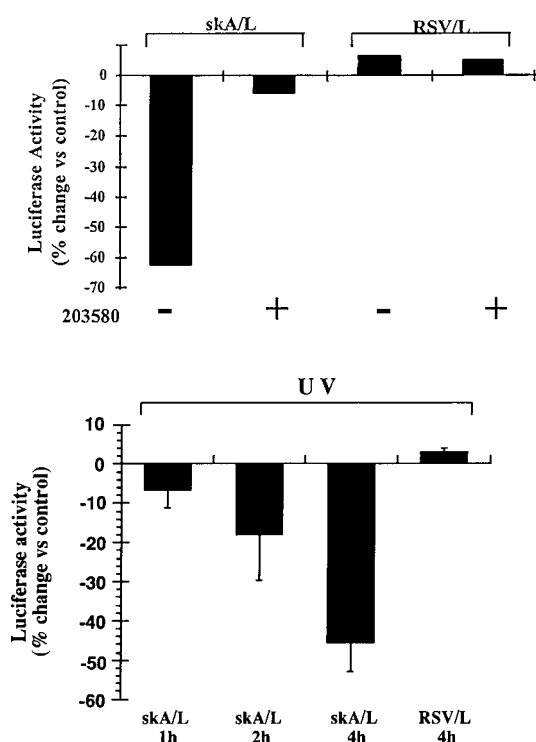 skA/L RSV/L
Luciferase Activity
(% change vs control)
10
0
-10
-20
-30
-40
-50
-60
-70
203580 - + - +
U V
Luciferase activity
(% change vs control)
10
0
-10
-20
-30
-40
-50
-60
skA/L skA/L skA/L RSV/L
1h 2h 4h 4h